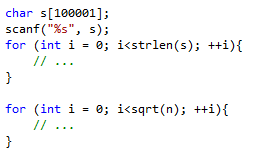 char s[100001];
scanf("%s", s);
for (int i = 0; i<strlen(s); ++i){
    // ...
}
for (int i = 0; i<sqrt(n); ++i){
    // ...
}